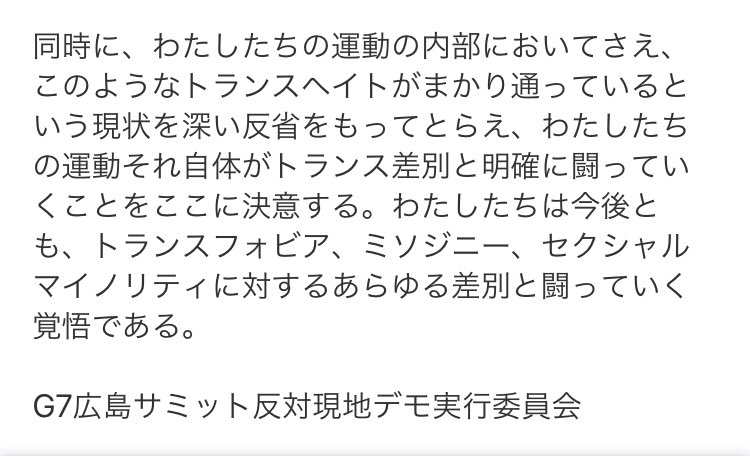 同時に、わたしたちの運動の内部においてさえ、
このようなトランスヘイトがまかり通っていると
いう現状を深い反省をもってとらえ、わたしたち
の運動それ自体がトランス差別と明確に闘ってい
くことをここに決意する。わたしたちは今後と
も、トランスフォビア、ミソジニー、セクシャル
マイノリティに対するあらゆる差別と闘っていく
覚悟である。
G7広島サミット反対現地デモ実行委員会